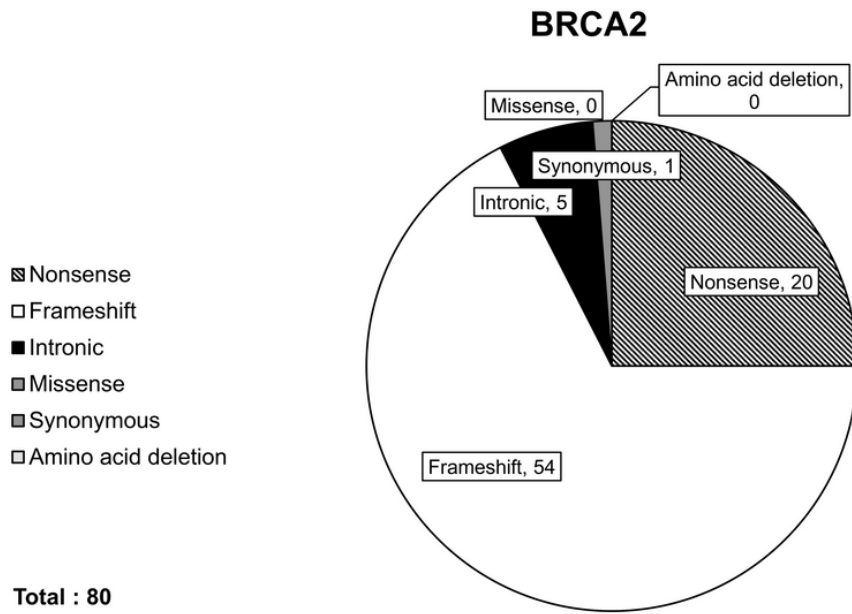 BRCA2
Amino acid deletion,
0
Missense, 0
Synonymous, 1
Intronic, 5
Nonsense, 20
Frameshift, 54
Nonsense
Frameshift
Intronic
Missense
Synonymous
Amino acid deletion
Total : 80